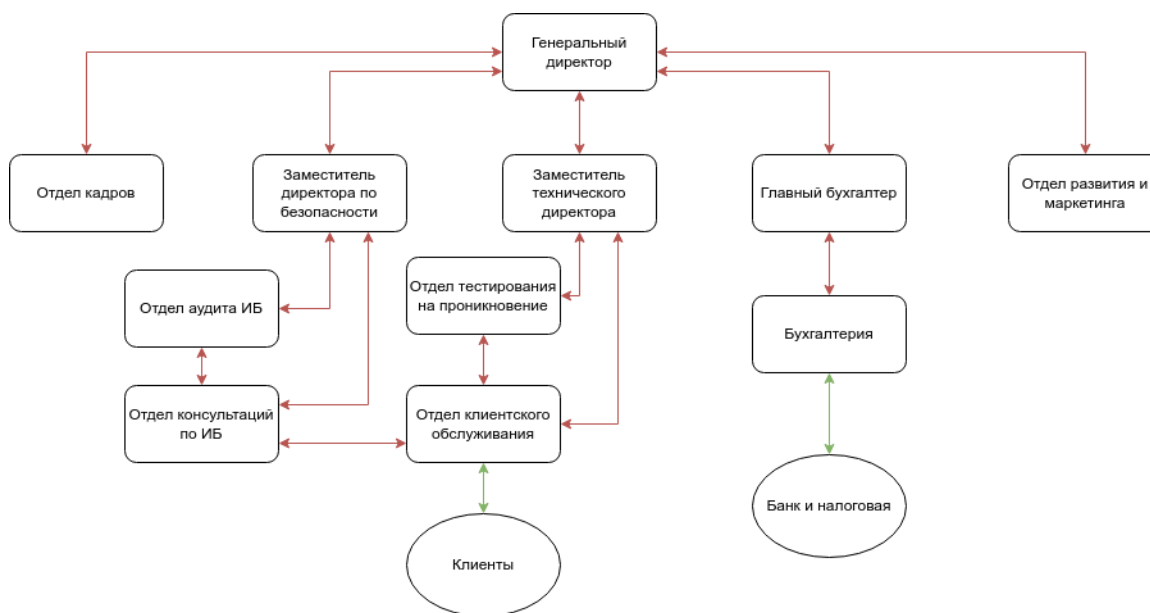 Генеральный
директор
Отдел кадров
Заместитель
директора по
безопасности
Заместитель
технического
директора
Главный бухгалтер
Отдел развития и
маркетинга
Отдел аудита ИБ
Отдел тестирования
на проникновение
Бухгалтерия
Отдел консультаций
по ИБ
Отдел клиентского
обслуживания
Банк и налоговая
Клиенты